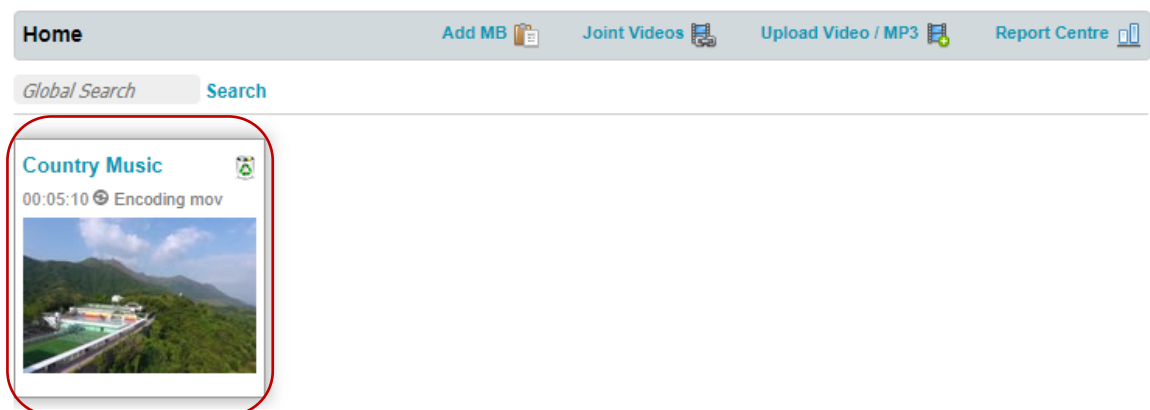 Home Add MB Joint Videos Upload Video / MP3 Report Centre
Global Search Search
Country Music
00:05:10 Encoding mov